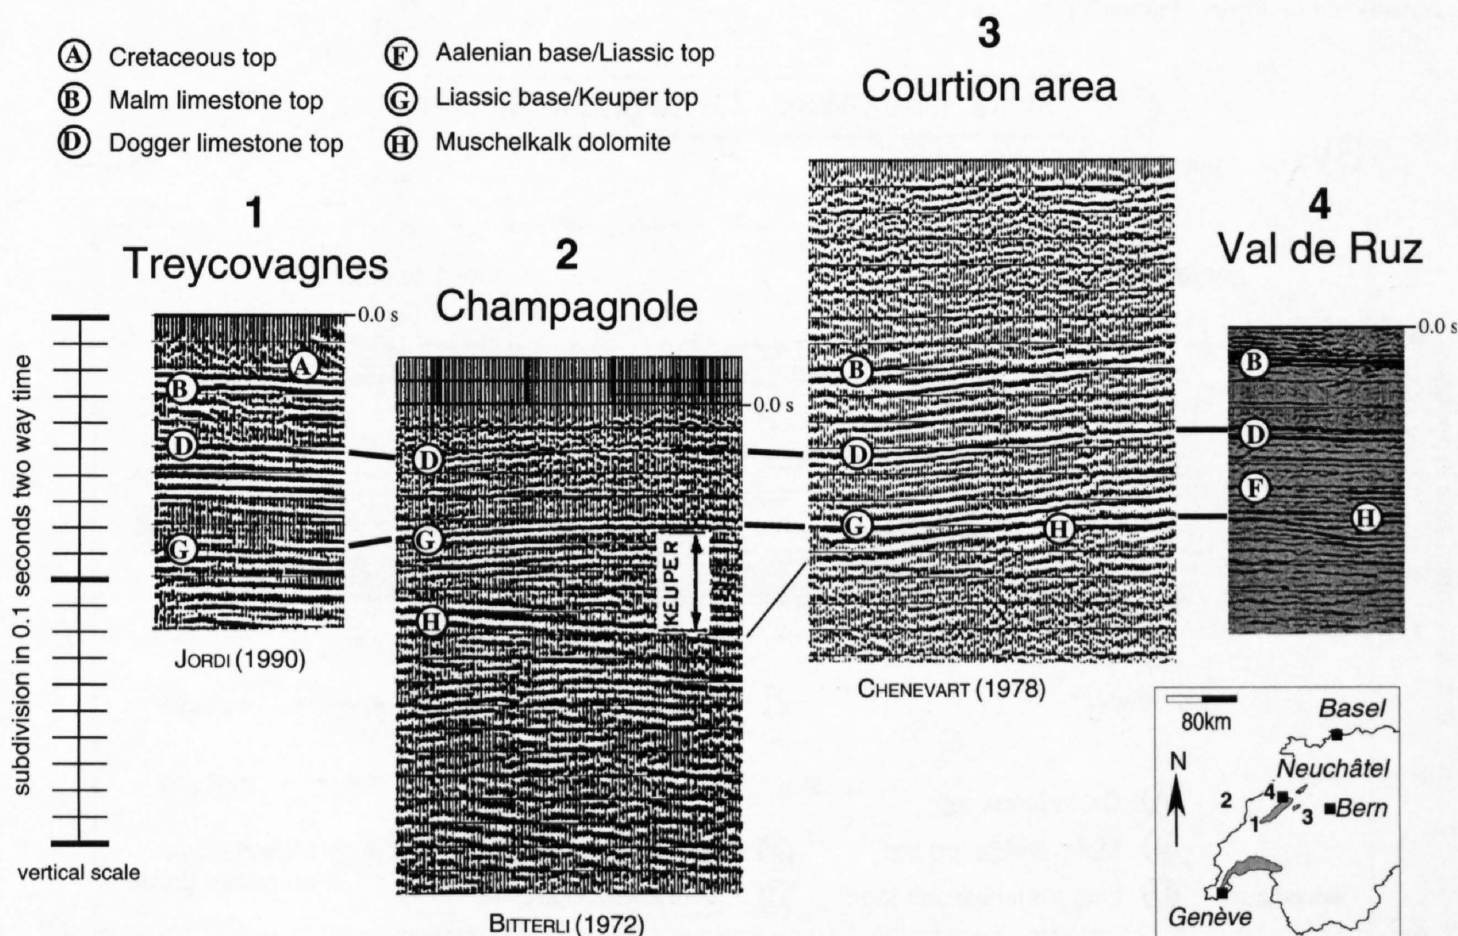 A Cretaceous top
B Malm limestone top
D Dogger limestone top
F Aalenian base/Liassic top
G Liassic base/Keuper top
H Muschelkalk dolomite
1
Treycovagnes
2
Champagnole
3
Courtion area
4
Val de Ruz
0.0 s
0.0 s
0.0 s
subdivision in 0.1 seconds two way time
vertical scale
A
B
D
G
JORDI (1990)
D
G
H
KEUPER
BITTERLI (1972)
B
D
G
H
CHENEVART (1978)
B
D
F
H
80km
N
Basel
Neuchâtel
Bern
Genève
1
2
3
4